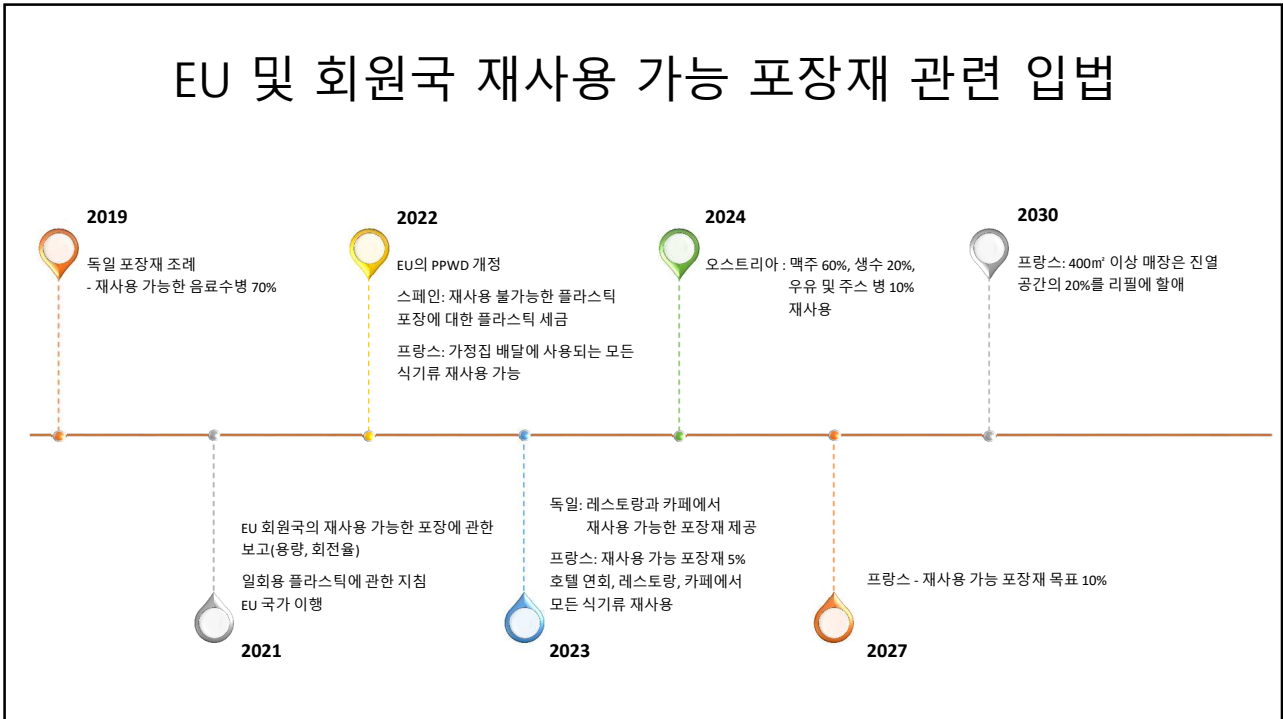 EU 및 회원국 재사용 가능 포장재 관련 입법
2019
독일 포장재 조례
- 재사용 가능한 음료수병 70%
2021
EU 회원국의 재사용 가능한 포장에 관한
보고(용량, 회전율)
일회용 플라스틱에 관한 지침
EU 국가 이행
2022
EU의 PPWD 개정
스페인: 재사용 불가능한 플라스틱
포장에 대한 플라스틱 세금
프랑스: 가정집 배달에 사용되는 모든
식기류 재사용 가능
2023
독일: 레스토랑과 카페에서
재사용 가능한 포장재 제공
프랑스: 재사용 가능 포장재 5%
호텔 연회, 레스토랑, 카페에서
모든 식기류 재사용
2024
오스트리아 : 맥주 60%, 생수 20%,
우유 및 주스 병 10%
재사용
2027
프랑스 - 재사용 가능 포장재 목표 10%
2030
프랑스: 400㎡ 이상 매장은 진열
공간의 20%를 리필에 할애